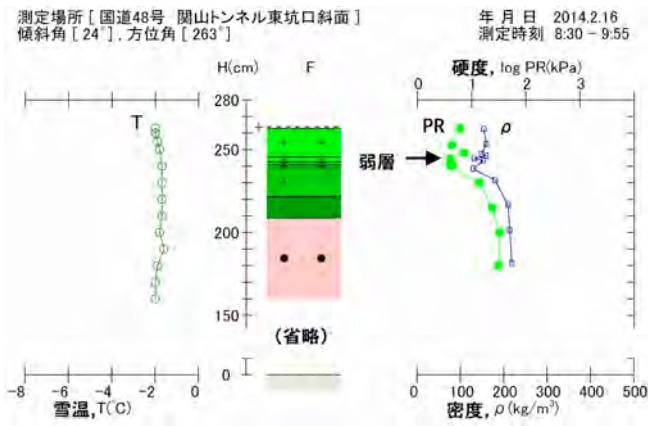 測定場所 [ 国道48号 関山トンネル東坑口斜面 ]
年 月 日 2014.2.16
傾斜角 [ 24° ] , 方位角 [ 263° ]
測定時刻 8:30 - 9:55
H(cm) F
硬度, log PR(kPa)
0 1 2 3
280
T
PR ρ
250
弱層
200
150
(省略)
0
-8 -6 -4 -2 0
0 100 200 300 400 500
雪温,T(℃)
密度, ρ(kg/m³)